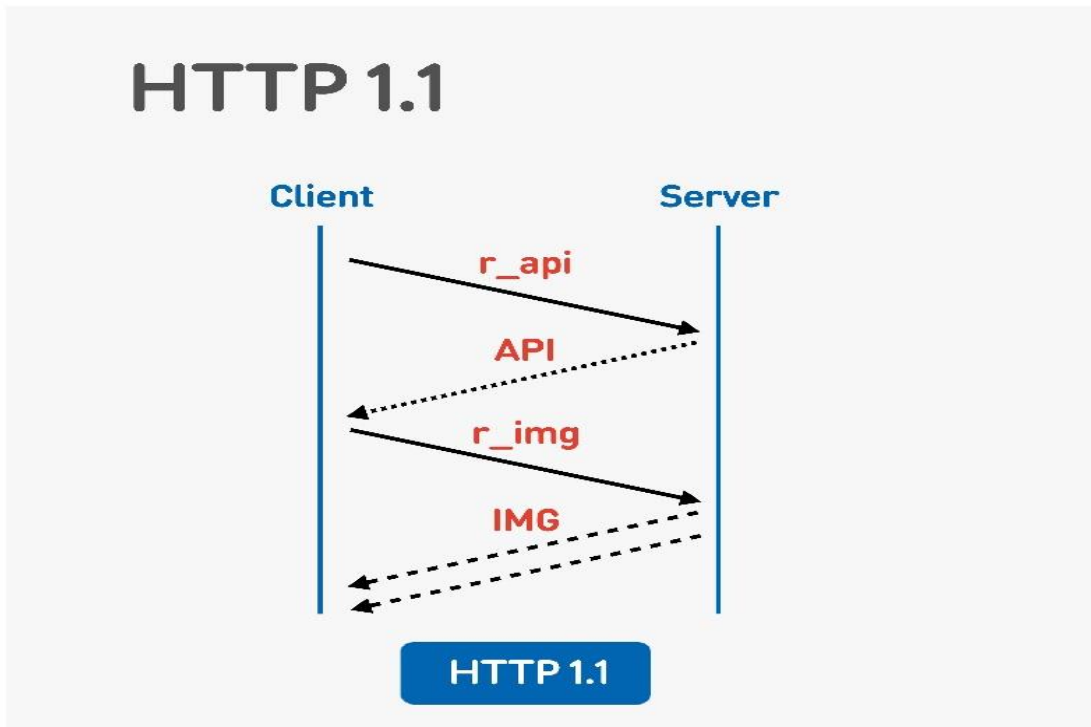 HTTP 1.1
Client
Server
r_api
API
r_img
IMG
HTTP 1.1